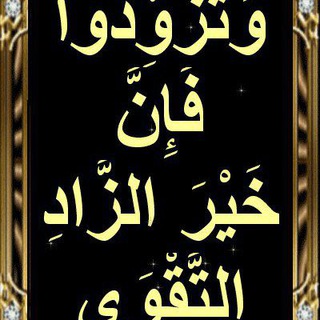 وَتَزَوَّدُوا
فَإِنَّ
خَيْرَ الزَّادِ
التَّقْوَى